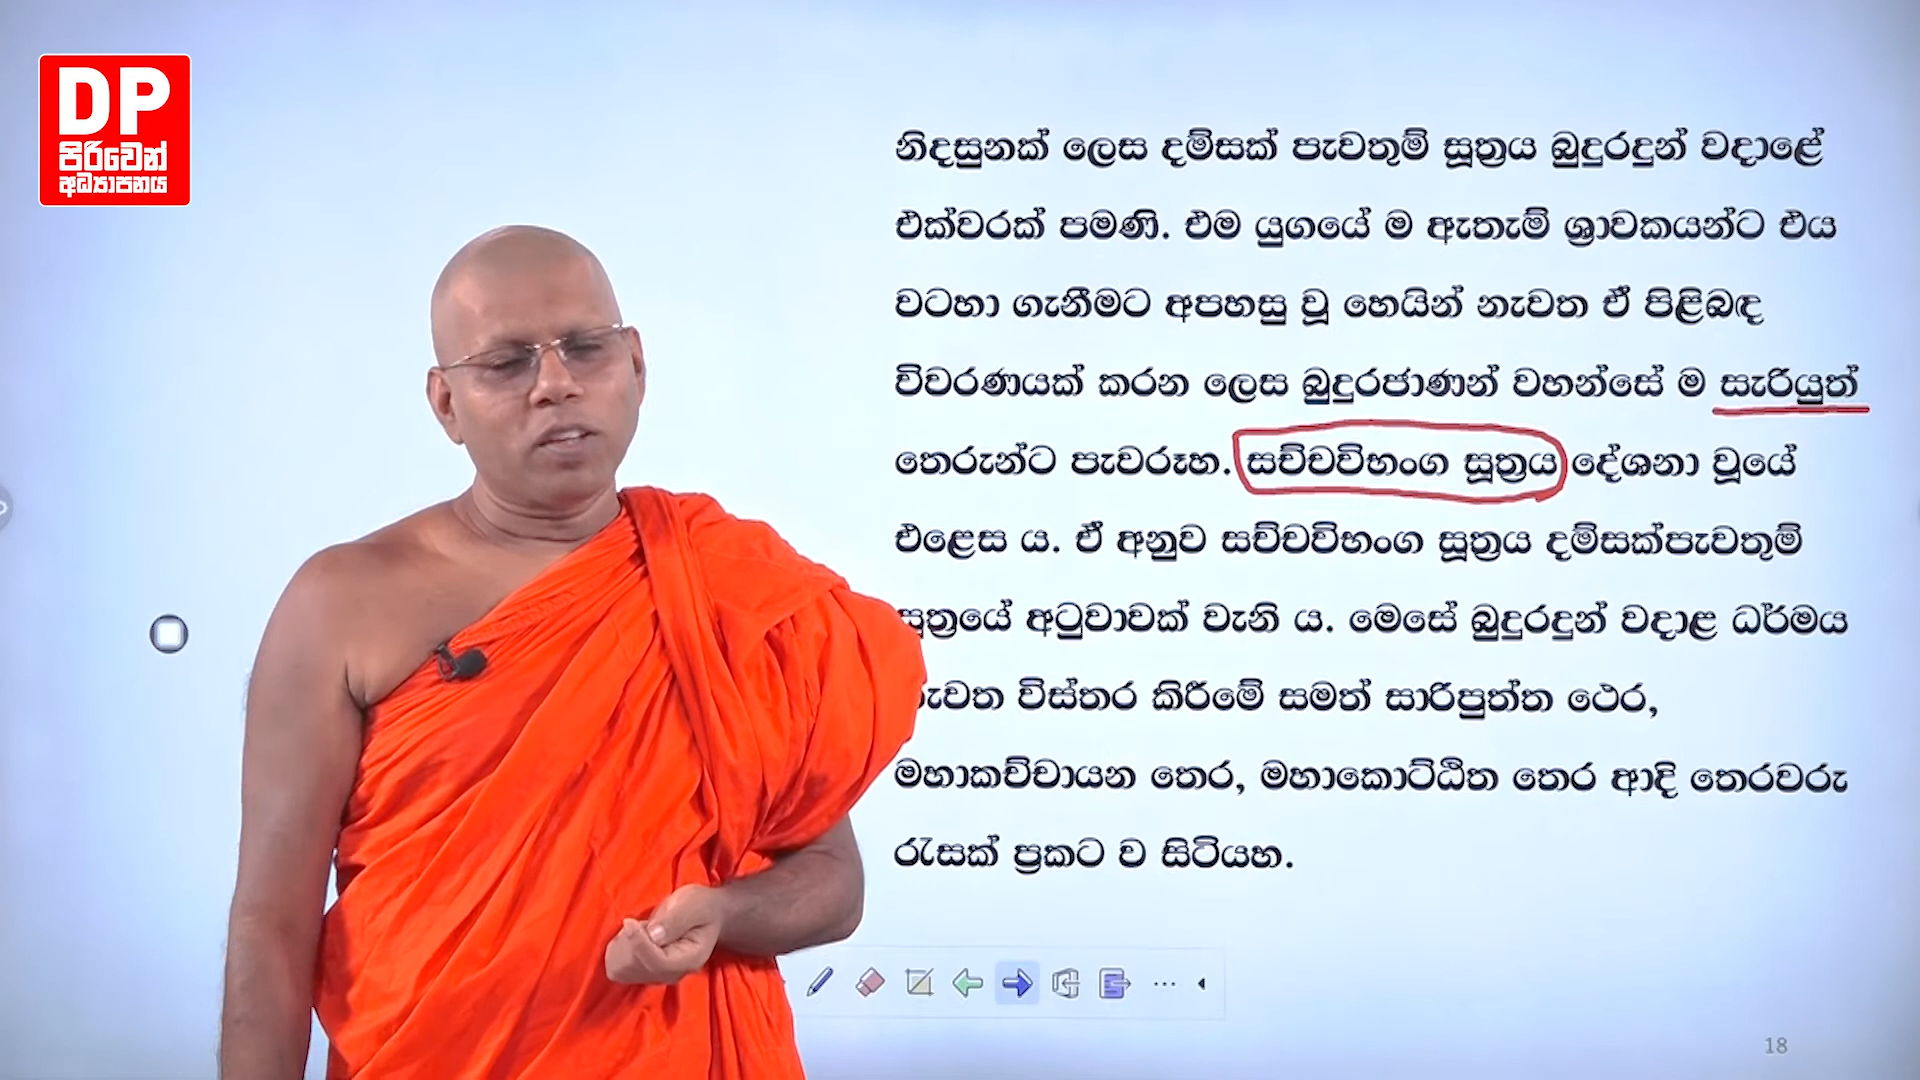 DP
පිරිවෙන්
අධ්‍යාපනය
නිදසුනක් ලෙස දම්සක් පැවතුම් සූත්‍රය බුදුරදුන් වදාළේ
එක්වරක් පමණි. එම යුගයේ ම ඇතැම් ශ්‍රාවකයන්ට එය
වටහා ගැනීමට අපහසු වූ හෙයින් නැවත ඒ පිළිබඳ
විවරණයක් කරන ලෙස බුදුරජාණන් වහන්සේ ම සැරියුත්
තෙරුන්ට පැවරූහ. සච්චවිභංග සූත්‍රය දේශනා වූයේ
එළෙස ය. ඒ අනුව සච්චවිභංග සූත්‍රය දම්සක්පැවතුම්
සූත්‍රයේ අටුවාවක් වැනි ය. මෙසේ බුදුරදුන් වදාළ ධර්මය
විස්තර කිරීමේ සමත් සාරිපුත්ත ථෙර,
මහාකච්චායන තෙර, මහාකොට්ඨිත තෙර ආදි තෙරවරු
රැසක් ප්‍රකට ව සිටියහ.
18